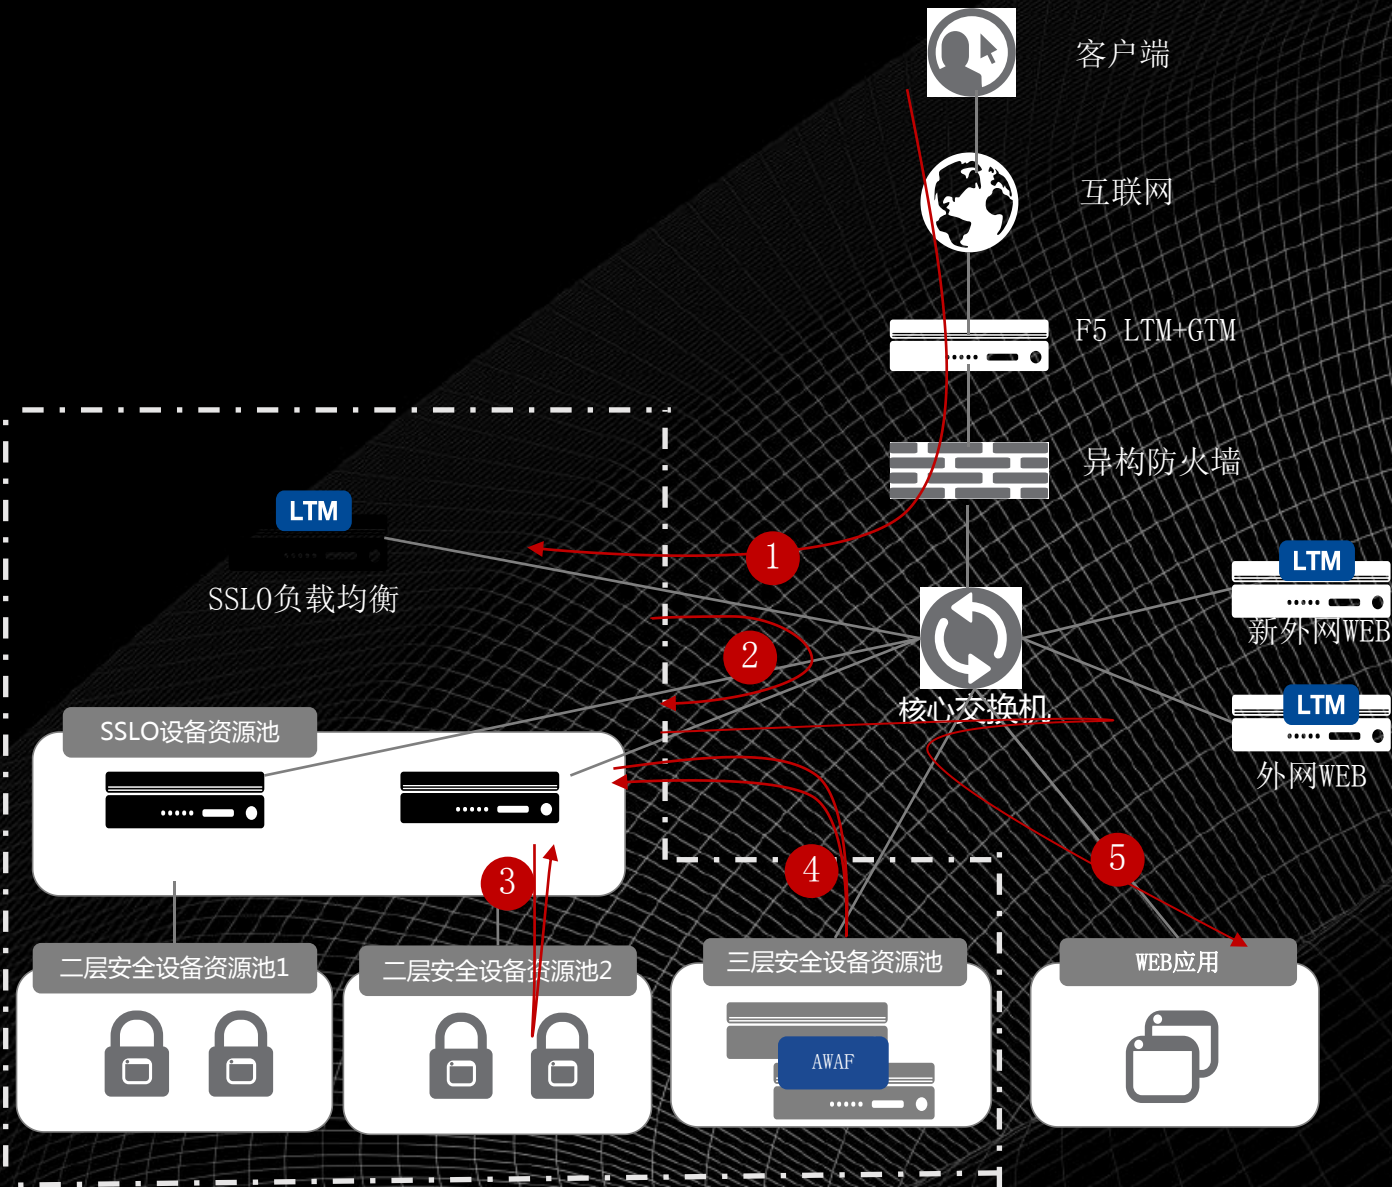 客户端
互联网
F5 LTM+GTM
异构防火墙
LTM
SSLO负载均衡
1
LTM
新外网WEB
2
核心交换机
LTM
外网WEB
SSLO设备资源池
3
4
5
二层安全设备资源池1
二层安全设备资源池2
三层安全设备资源池
WEB应用
AWAF